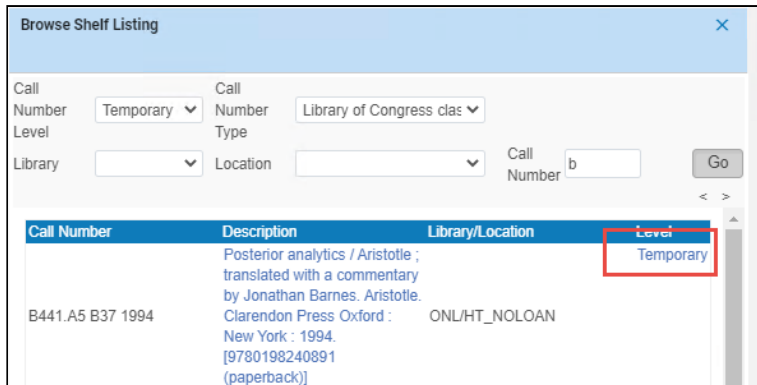 Browse Shelf Listing ×
Call Number Level Temporary Call Number Type Library of Congress clas
Library Location Call Number b Go
< >
Call Number Description Library/Location Level
Posterior analytics / Aristotle ; Temporary
translated with a commentary
by Jonathan Barnes. Aristotle.
B441.A5 B37 1994 Clarendon Press Oxford : ONL/HT_NOLOAN
New York : 1994.
[9780198240891
(paperback)]